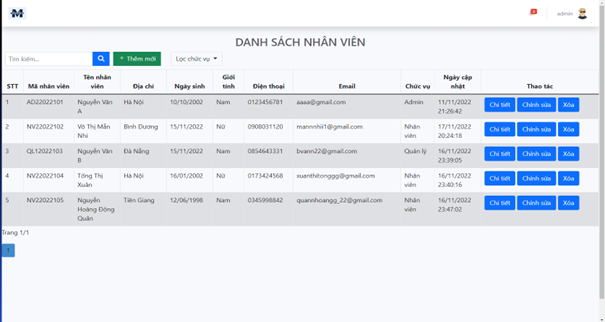 M
4
admin
DANH SÁCH NHÂN VIÊN
Tìm kiếm...
+ Thêm mới
Lọc chức vụ
STT Mã nhân viên Tên nhân viên Địa chỉ Ngày sinh Giới tính Điện thoại Email Chức vụ Ngày cập nhật Thao tác
1 AD22022101 Nguyễn Văn A Hà Nội 10/10/2002 Nam 0123456781 aaaa@gmail.com Admin 11/11/2022 21:26:42 Chi tiết Chỉnh sửa Xóa
2 NV22022102 Võ Thị Mẫn Nhi Bình Dương 15/11/2022 Nữ 0908031120 mannnhii1@gmail.com Nhân viên 17/11/2022 20:24:18 Chi tiết Chỉnh sửa Xóa
3 QL12022103 Nguyễn Văn B Đà Nẵng 15/11/2022 Nam 0854643331 bvann22@gmail.com Quản lý 16/11/2022 23:39:05 Chi tiết Chỉnh sửa Xóa
4 NV22022104 Tống Thị Xuân Hà Nội 16/01/2002 Nữ 0173424568 xuanthitonggg@gmail.com Nhân viên 16/11/2022 23:40:16 Chi tiết Chỉnh sửa Xóa
5 NV22022105 Nguyễn Hoàng Đông Quân Tiền Giang 12/06/1998 Nam 0345998842 quannhoangg_22@gmail.com Nhân viên 16/11/2022 23:47:02 Chi tiết Chỉnh sửa Xóa
Trang 1/1
1